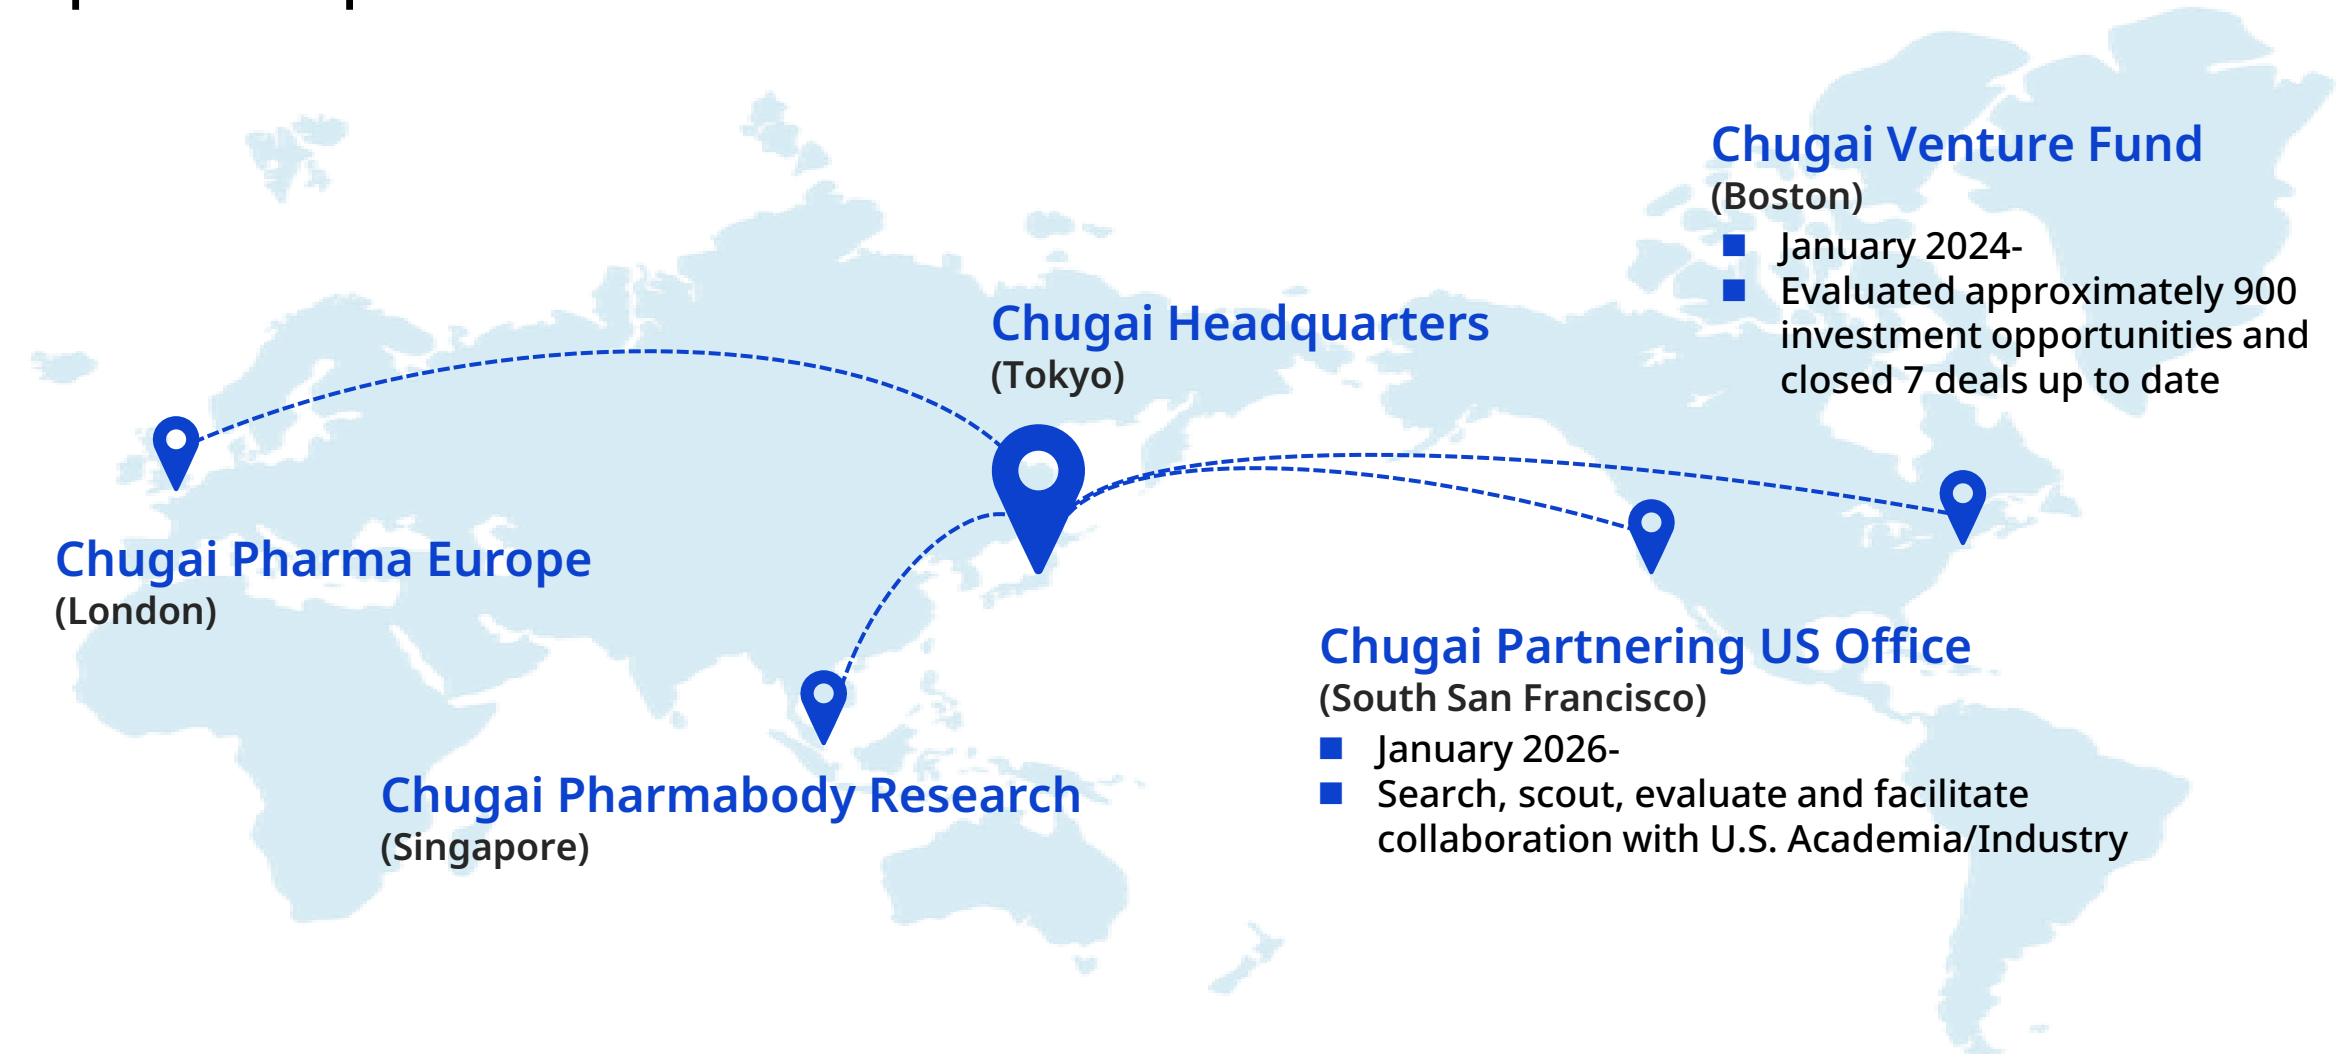 Chugai Venture Fund
(Boston)
■ January 2024-
■ Evaluated approximately 900
investment opportunities and
closed 7 deals up to date
Chugai Headquarters
(Tokyo)
Chugai Pharma Europe
(London)
Chugai Partnering US Office
(South San Francisco)
■ January 2026-
■ Search, scout, evaluate and facilitate
collaboration with U.S. Academia/Industry
Chugai Pharmabody Research
(Singapore)